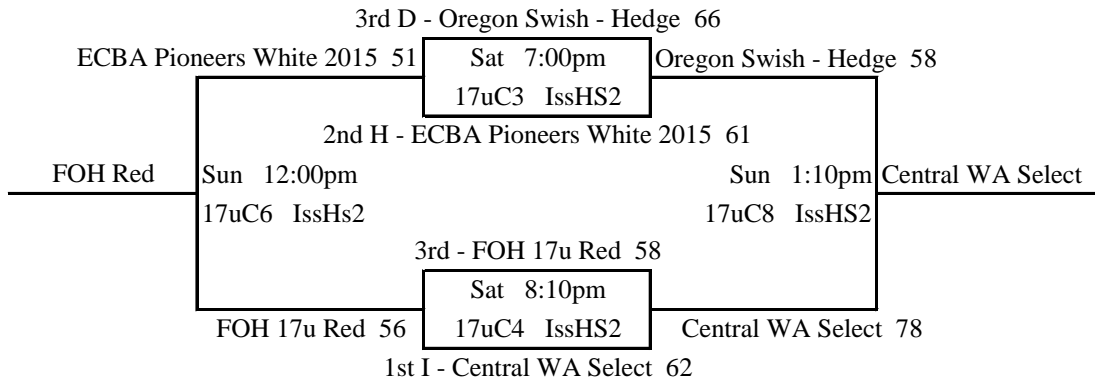 3rd D - Oregon Swish - Hedge  66
ECBA Pioneers White 2015  51
Sat   7:00pm
Oregon Swish - Hedge  58
17uC3   IssHS2
2nd H - ECBA Pioneers White 2015  61
FOH Red
Sun   12:00pm
Sun   1:10pm
Central WA Select
17uC6   IssHs2
17uC8   IssHS2
3rd - FOH 17u Red  58
Sat   8:10pm
FOH 17u Red  56
17uC4   IssHS2
Central WA Select  78
1st I - Central WA Select  62